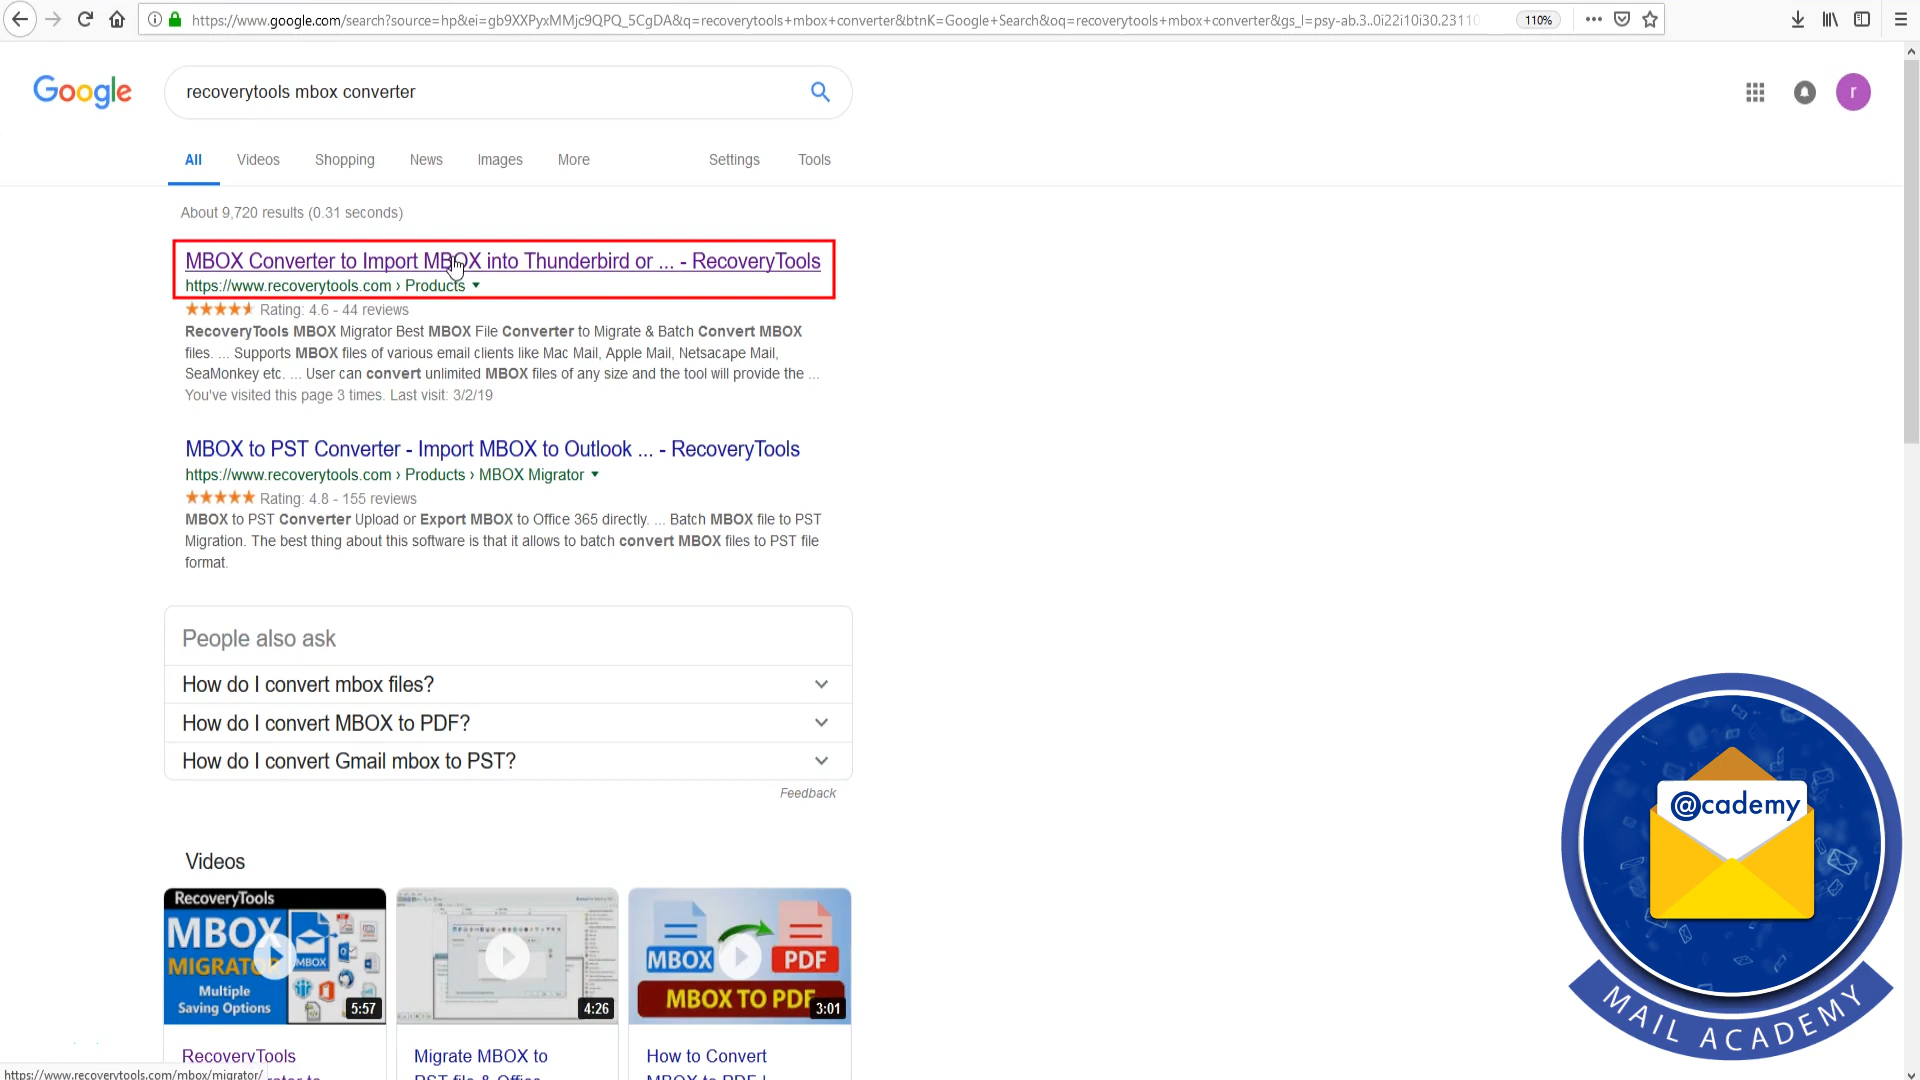 https://www.google.com/search?source=hp&ei=gb9XXPyxMMjc9QPQ_5CgDA&q=recoverytools+mbox+converter&btnK=Google+Search&oq=recoverytools+mbox+converter&gs_l=psy-ab.3..0i22i10i30.23110
110%
Google
recoverytools mbox converter
r
All Videos Shopping News Images More Settings Tools
About 9,720 results (0.31 seconds)
MBOX Converter to Import MBOX into Thunderbird or ... - RecoveryTools
https://www.recoverytools.com › Products
Rating: 4.6 - 44 reviews
RecoveryTools MBOX Migrator Best MBOX File Converter to Migrate & Batch Convert MBOX
files. ... Supports MBOX files of various email clients like Mac Mail, Apple Mail, Netsacape Mail,
SeaMonkey etc. ... User can convert unlimited MBOX files of any size and the tool will provide the ...
You've visited this page 3 times. Last visit: 3/2/19
MBOX to PST Converter - Import MBOX to Outlook ... - RecoveryTools
https://www.recoverytools.com › Products › MBOX Migrator
Rating: 4.8 - 155 reviews
MBOX to PST Converter Upload or Export MBOX to Office 365 directly. ... Batch MBOX file to PST
Migration. The best thing about this software is that it allows to batch convert MBOX files to PST file
format.
People also ask
How do I convert mbox files?
How do I convert MBOX to PDF?
How do I convert Gmail mbox to PST?
Feedback
Videos
RecoveryTools
MBOX
MIGRATOR
Multiple
Saving Options
MBOX
5:57
4:26
MBOX
PDF
MBOX TO PDF
3:01
RecoveryTools
Migrate MBOX to
PST file & Office
How to Convert
MBOX to PDF |
https://www.recoverytools.com/mbox/migrator/
@cademy
MAIL ACADEMY